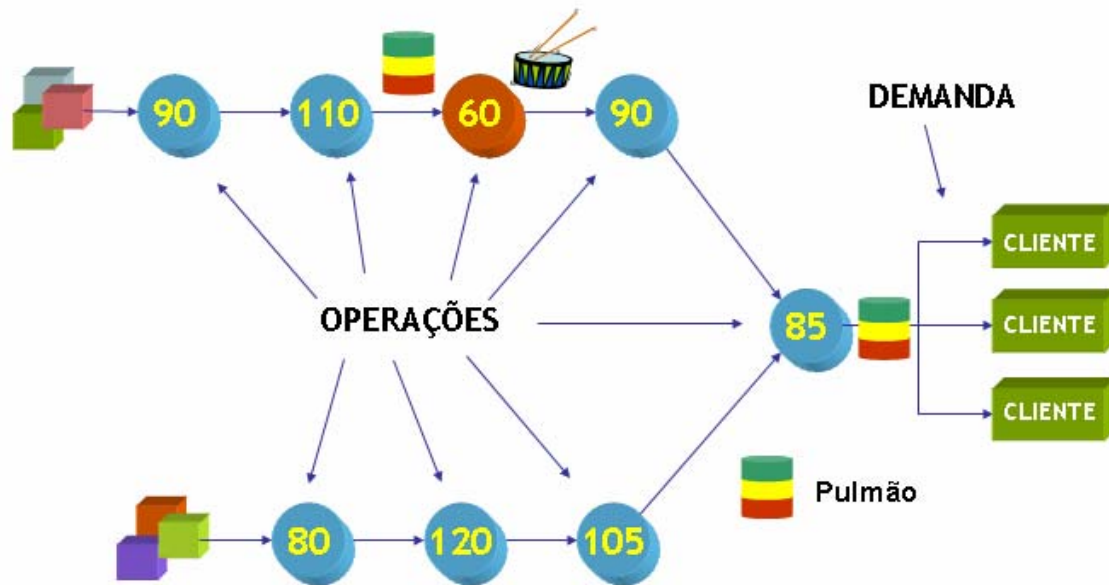 90
110
60
90
DEMANDA
CLIENTE
OPERAÇÕES
85
CLIENTE
CLIENTE
Pulmão
80
120
105